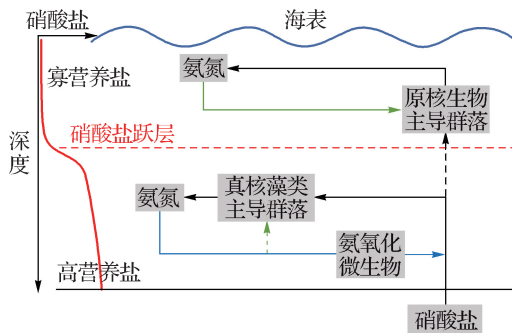 硝酸盐
海表
寡营养盐
氨氮
原核生物
主导群落
硝酸盐跃层
深度
氨氮
真核藻类
主导群落
氨氧化
微生物
高营养盐
硝酸盐